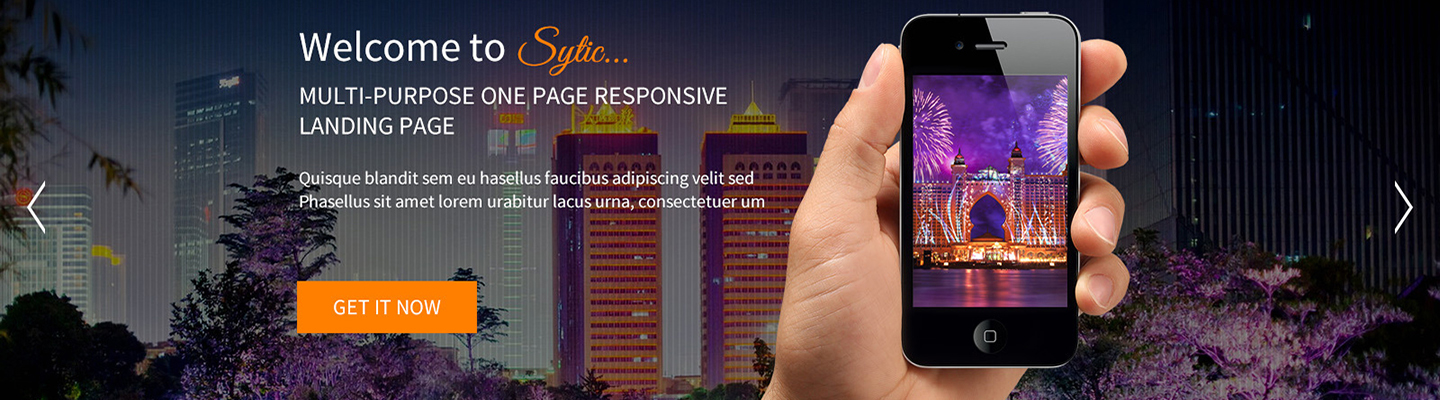 Welcome to Sytic...
MULTI-PURPOSE ONE PAGE RESPONSIVE
LANDING PAGE
Quisque blandit sem eu hasellus faucibus adipiscing velit sed
Phasellus sit amet lorem urabitur lacus urna, consectetuer um
GET IT NOW